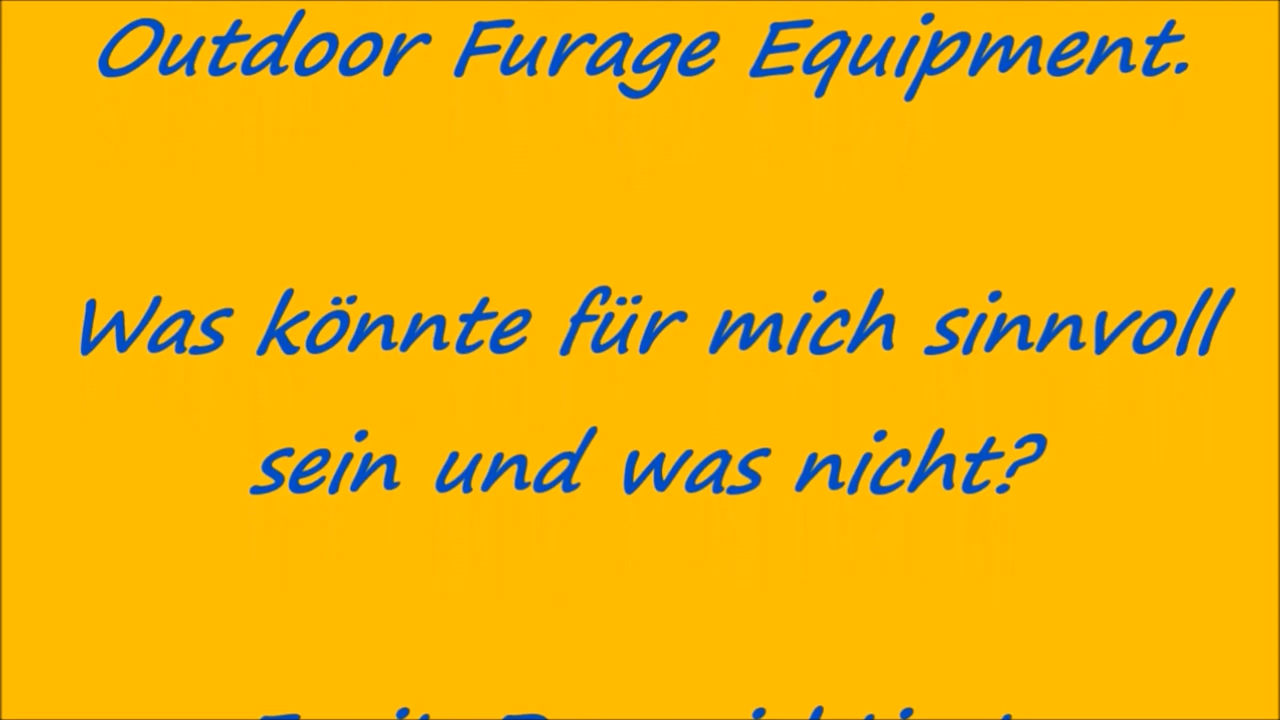 Outdoor Furage Equipment.
Was könnte für mich sinnvoll
sein und was nicht?